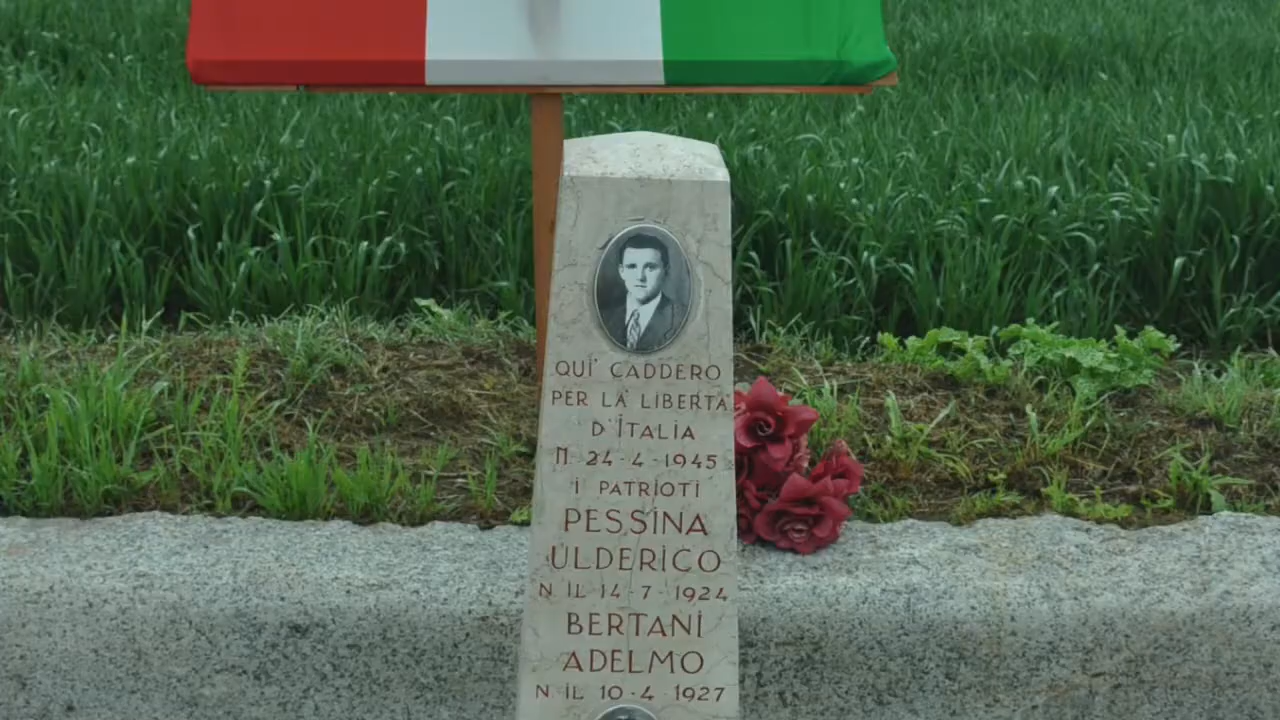 QUI' CADDERO
PER LA LIBERTA'
D'ITALIA
IL 24-4-1945
I PATRIOTI
PESSINA
ULDERICO
N IL 14-7-1924
BERTANI
ADELMO
N IL 10-4-1927